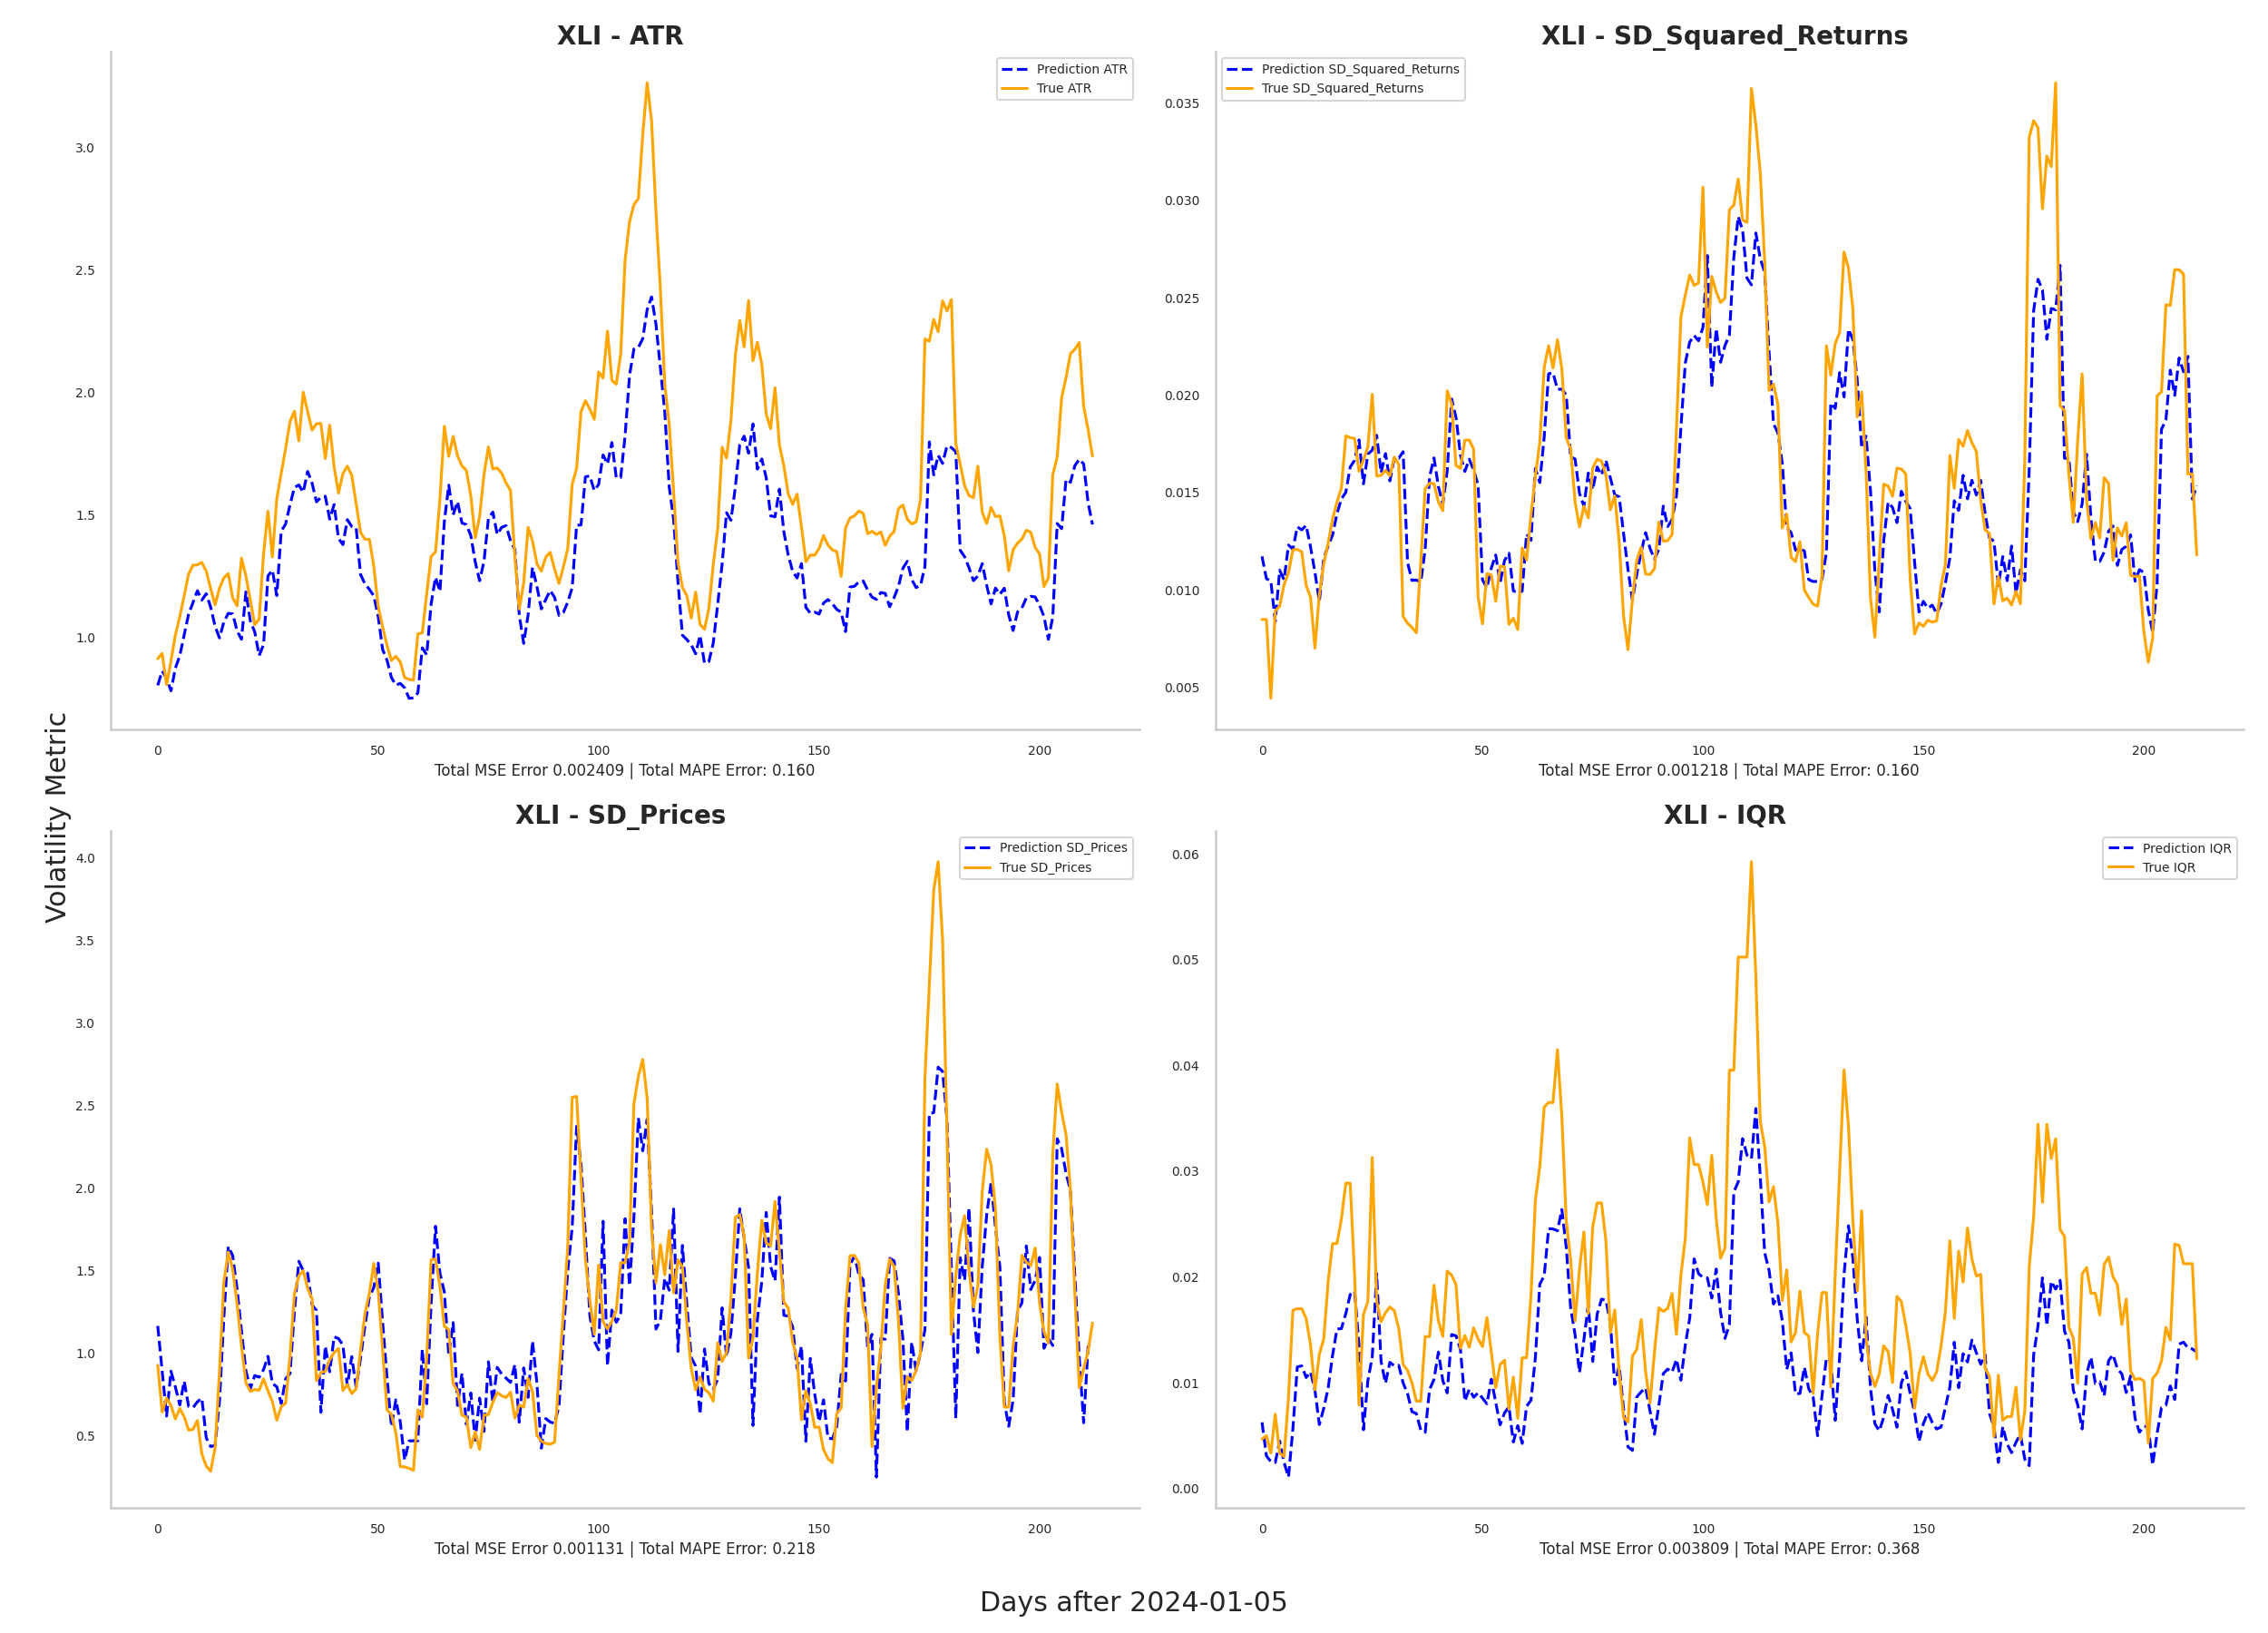 XLI - ATR
Prediction ATR
True ATR
3.0
2.5
2.0
1.5
1.0
0
50
100
150
200
Total MSE Error 0.002409 | Total MAPE Error: 0.160
XLI - SD_Squared_Returns
Prediction SD_Squared_Returns
True SD_Squared_Returns
0.035
0.030
0.025
0.020
0.015
0.010
0.005
0
50
100
150
200
Total MSE Error 0.001218 | Total MAPE Error: 0.160
Volatility Metric
XLI - SD_Prices
Prediction SD_Prices
True SD_Prices
4.0
3.5
3.0
2.5
2.0
1.5
1.0
0.5
0
50
100
150
200
Total MSE Error 0.001131 | Total MAPE Error: 0.218
XLI - IQR
Prediction IQR
True IQR
0.06
0.05
0.04
0.03
0.02
0.01
0.00
0
50
100
150
200
Total MSE Error 0.003809 | Total MAPE Error: 0.368
Days after 2024-01-05